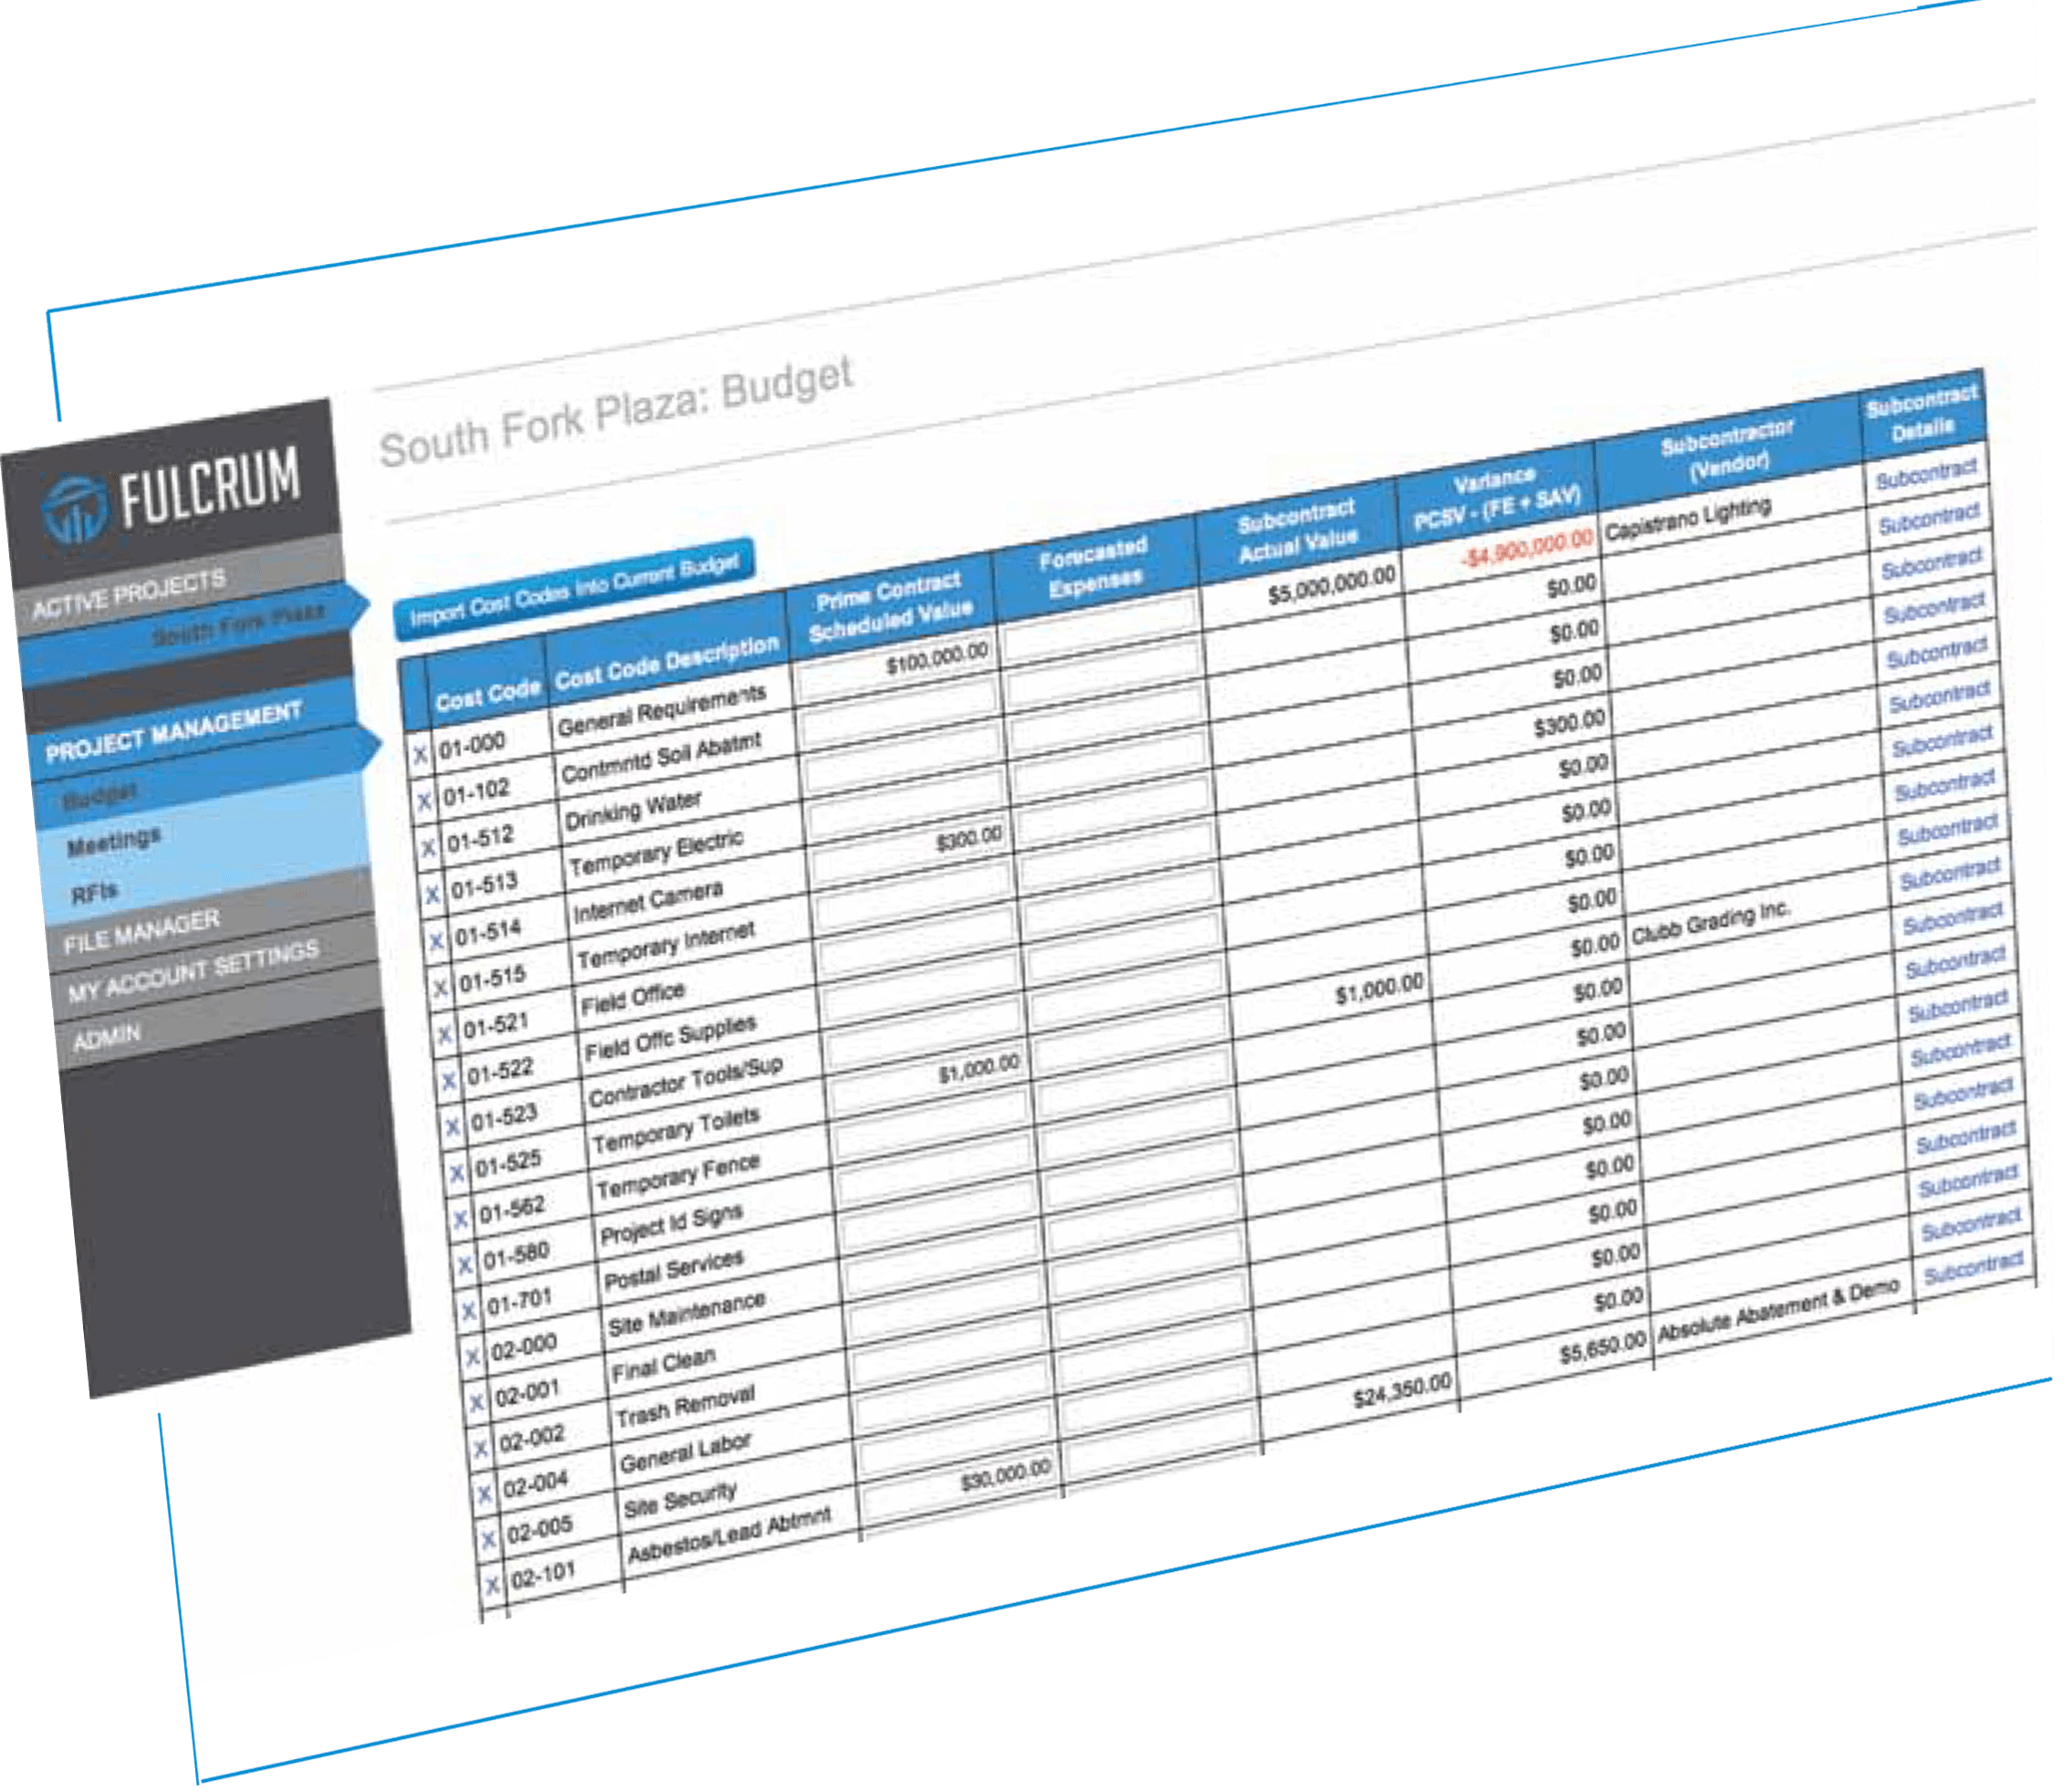 FULCRUM
ACTIVE PROJECTS
South Fork Plaza
PROJECT MANAGEMENT
Budget
Meetings
RFIs
FILE MANAGER
MY ACCOUNT SETTINGS
ADMIN
South Fork Plaza: Budget
Import Cost Codes Into Current Budget
Cost Code Cost Code Description Prime Contract Scheduled Value Forecasted Expenses Subcontract Actual Value Variance PCSV - (FE + SAV) Subcontractor (Vendor) Subcontract Details
X 01-000 General Requirements $100,000.00 $5,000,000.00 -$4,900,000.00 Capistrano Lighting Subcontract
X 01-102 Contmntd Soil Abatmt $0.00 Subcontract
X 01-512 Drinking Water $0.00 Subcontract
X 01-513 Temporary Electric $0.00 Subcontract
X 01-514 Internet Camera $300.00 $300.00 Subcontract
X 01-515 Temporary Internet $0.00 Subcontract
X 01-521 Field Office $0.00 Subcontract
X 01-522 Field Offc Supplies $0.00 Subcontract
X 01-523 Contractor Tools/Sup $0.00 Subcontract
X 01-525 Temporary Toilets $1,000.00 $1,000.00 $0.00 Clubb Grading Inc. Subcontract
X 01-562 Temporary Fence $0.00 Subcontract
X 01-580 Project Id Signs $0.00 Subcontract
X 01-701 Postal Services $0.00 Subcontract
X 02-000 Site Maintenance $0.00 Subcontract
X 02-001 Final Clean $0.00 Subcontract
X 02-002 Trash Removal $0.00 Subcontract
X 02-004 General Labor $0.00 Subcontract
X 02-005 Site Security $0.00 Subcontract
X 02-101 Asbestos/Lead Abtmnt $30,000.00 $24,350.00 $5,650.00 Absolute Abatement & Demo Subcontract